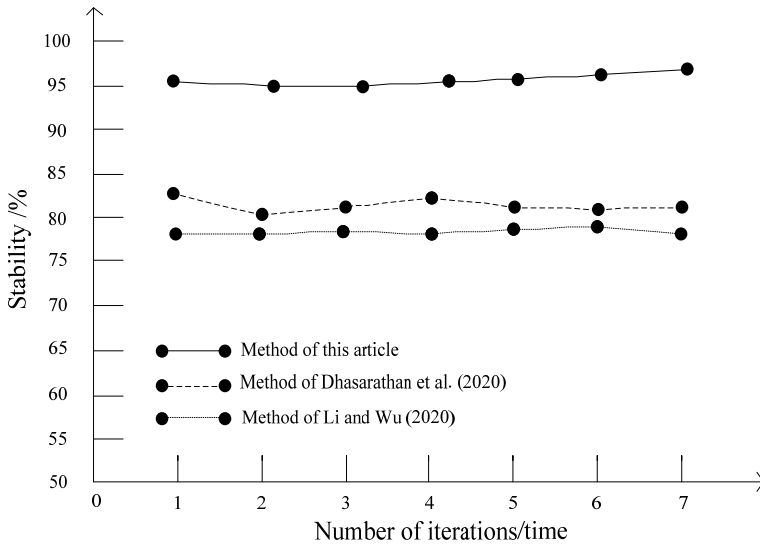 100
95
90
85
80
75
70
65
60
55
50
Stability /%
Method of this article
Method of Dhasarathan et al. (2020)
Method of Li and Wu (2020)
0 1 2 3 4 5 6 7
Number of iterations/time